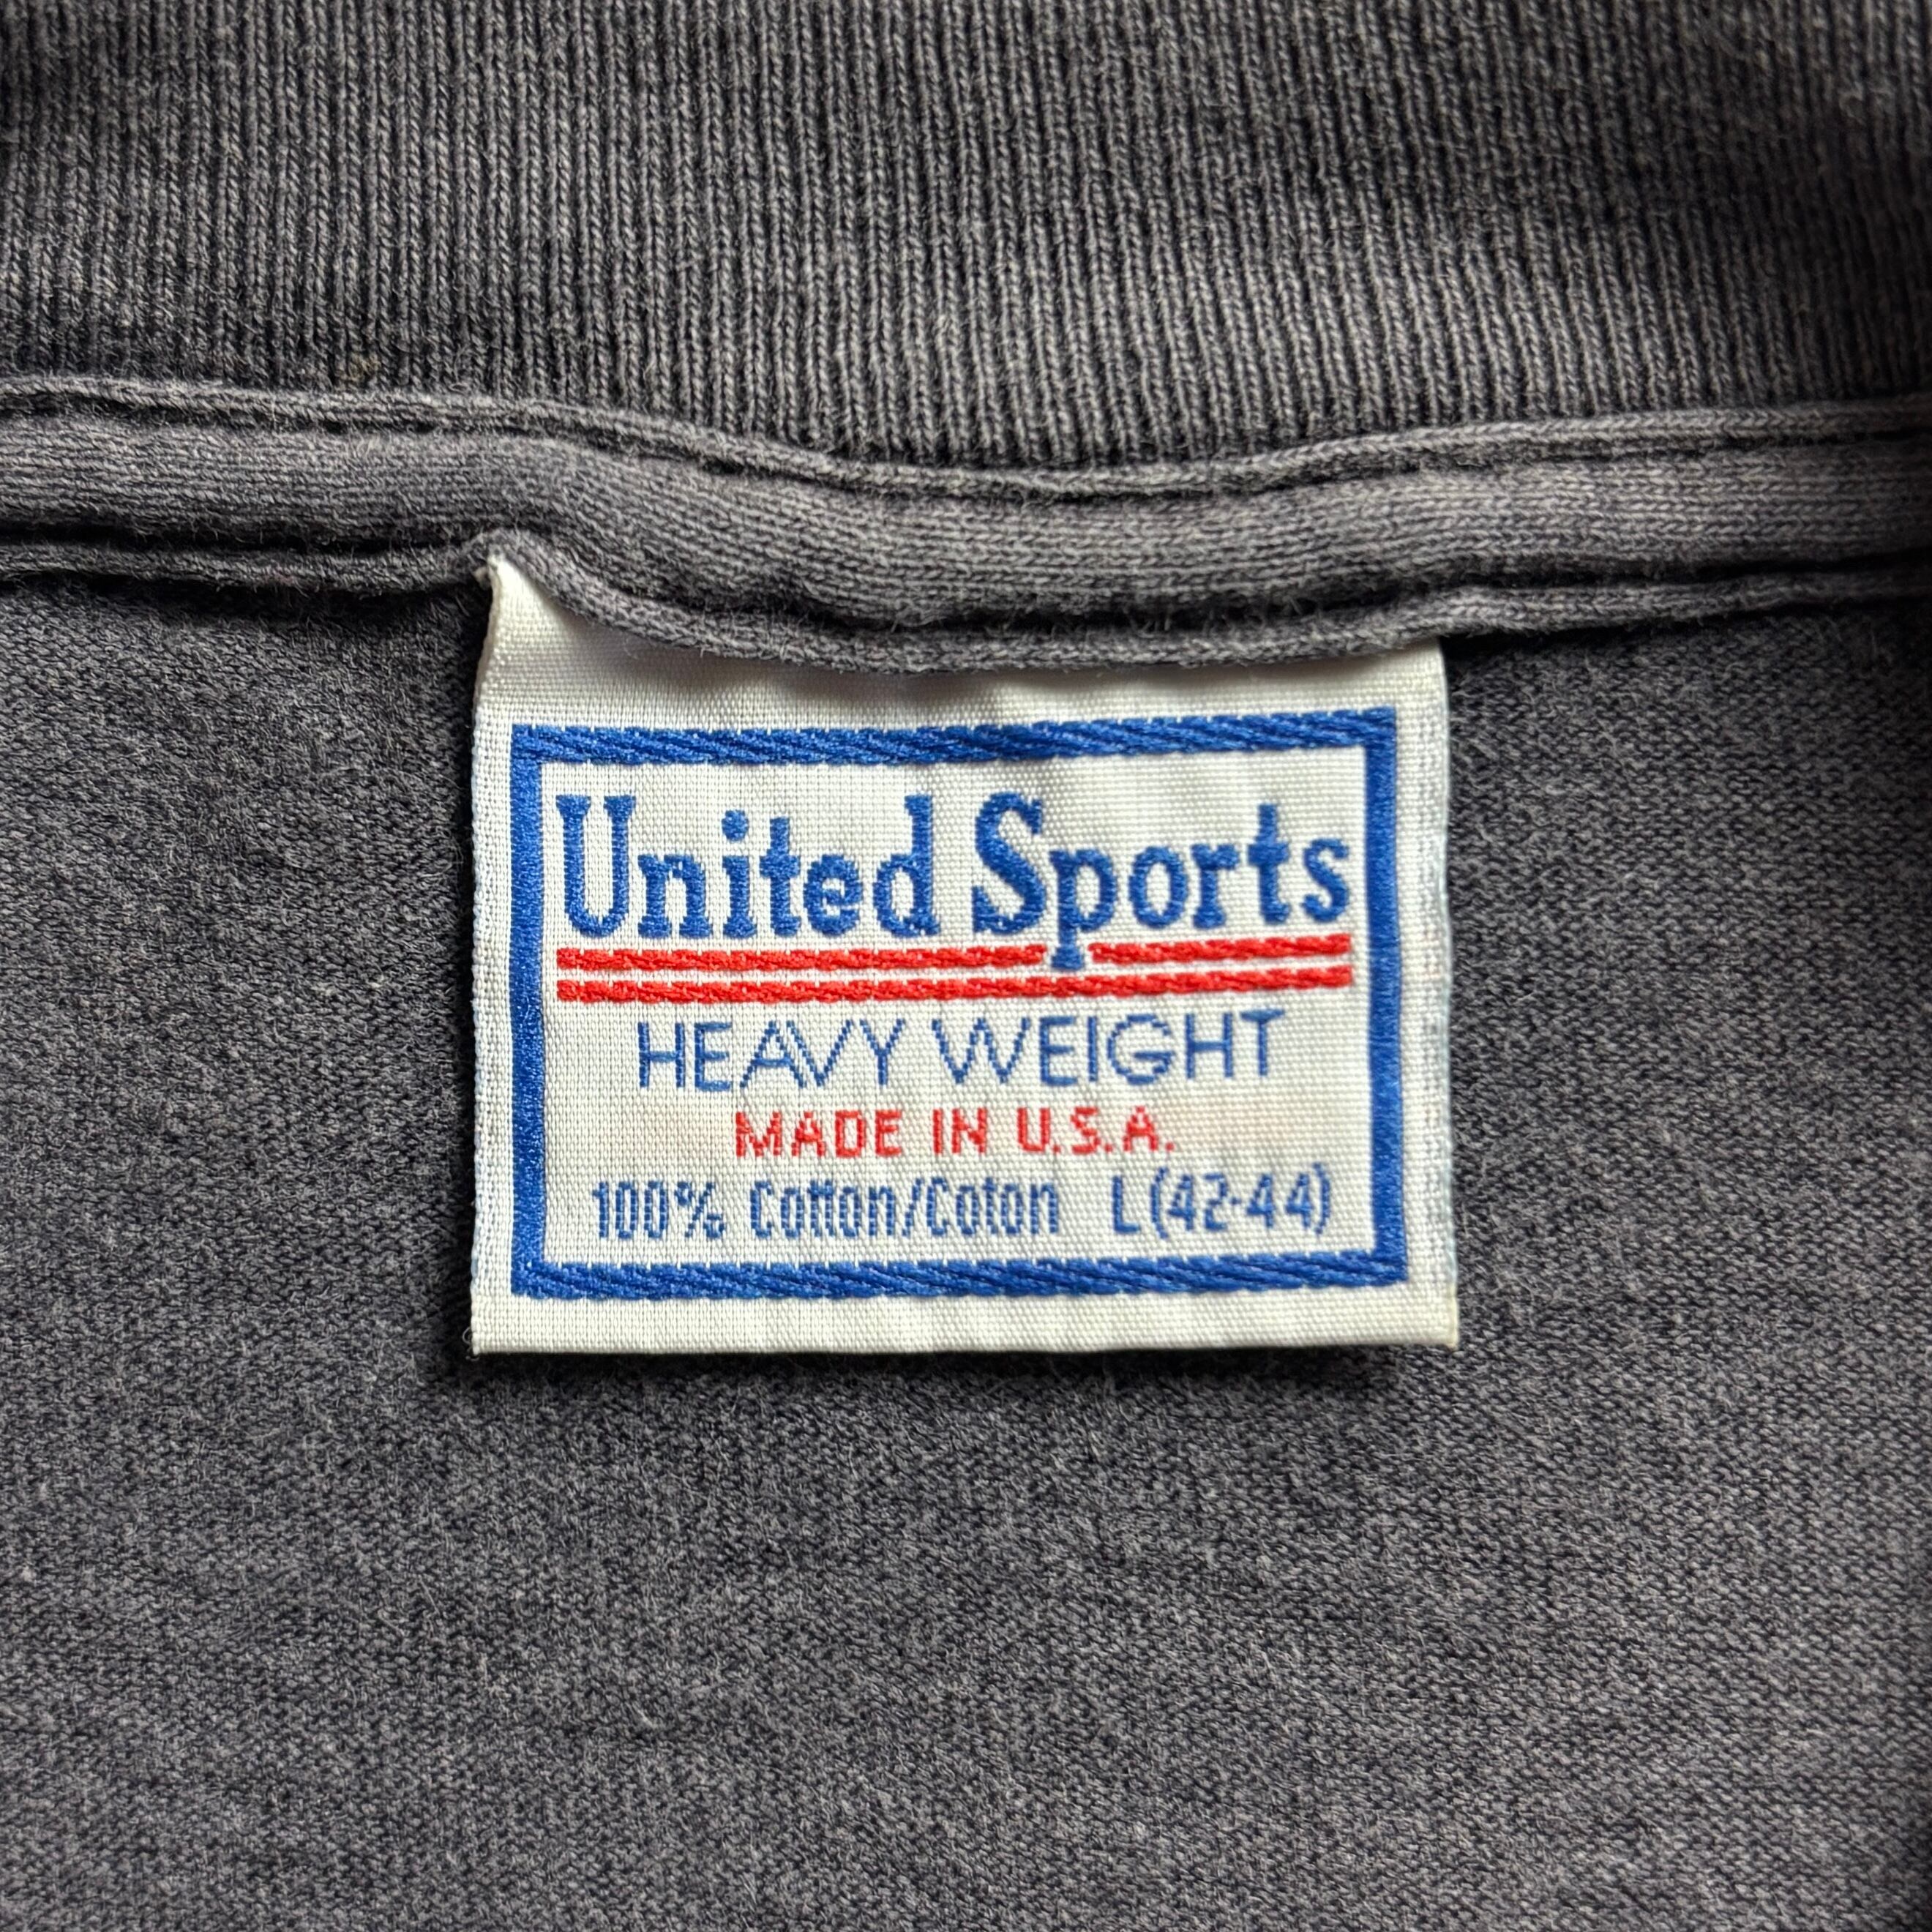 United Sports
HEAVY WEIGHT
MADE IN U.S.A.
100% Cotton/Coton L(42-44)